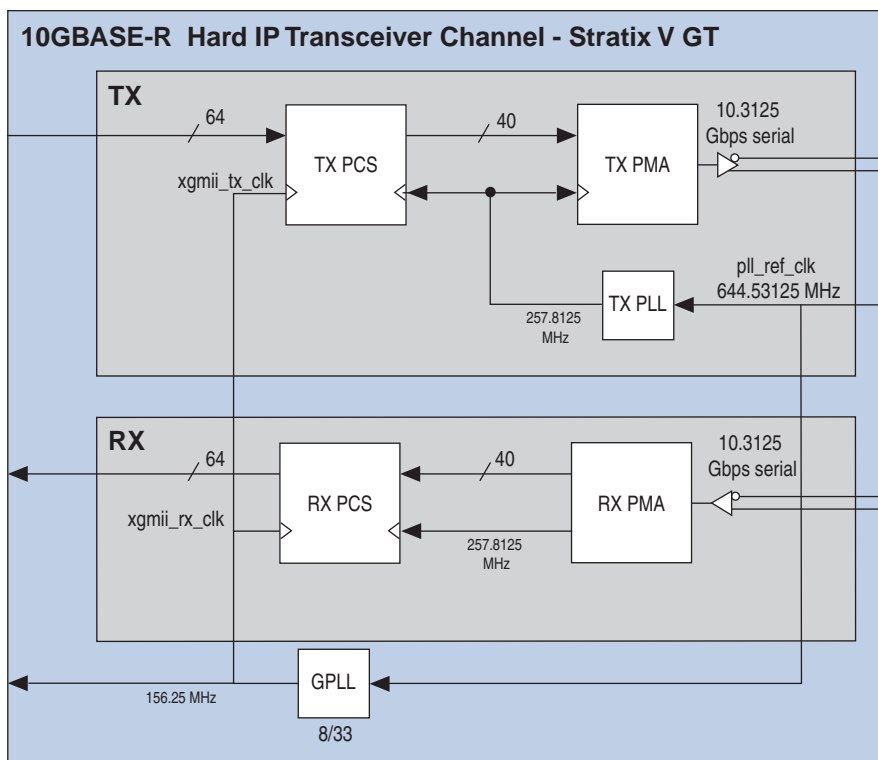 10GBASE-R Hard IP Transceiver Channel - Stratix V GT
TX
64
40
10.3125
Gbps serial
TX PCS
TX PMA
xgmii_tx_clk
pll_ref_clk
644.53125 MHz
TX PLL
257.8125
MHz
RX
64
40
10.3125
Gbps serial
RX PCS
RX PMA
xgmii_rx_clk
257.8125
MHz
GPLL
156.25 MHz
8/33